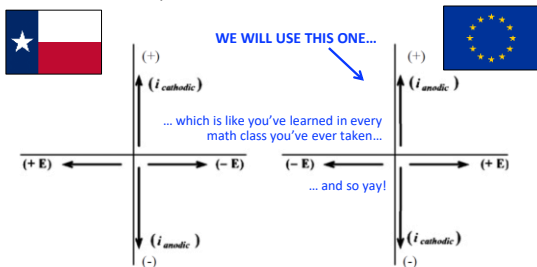 WE WILL USE THIS ONE...
(+)
(i cathodic)
(+ E)
(− E)
(i anodic)
(-)
... which is like you've learned in every
math class you've ever taken...
... and so yay!
(+)
(i anodic)
(− E)
(+ E)
(i cathodic)
(-)